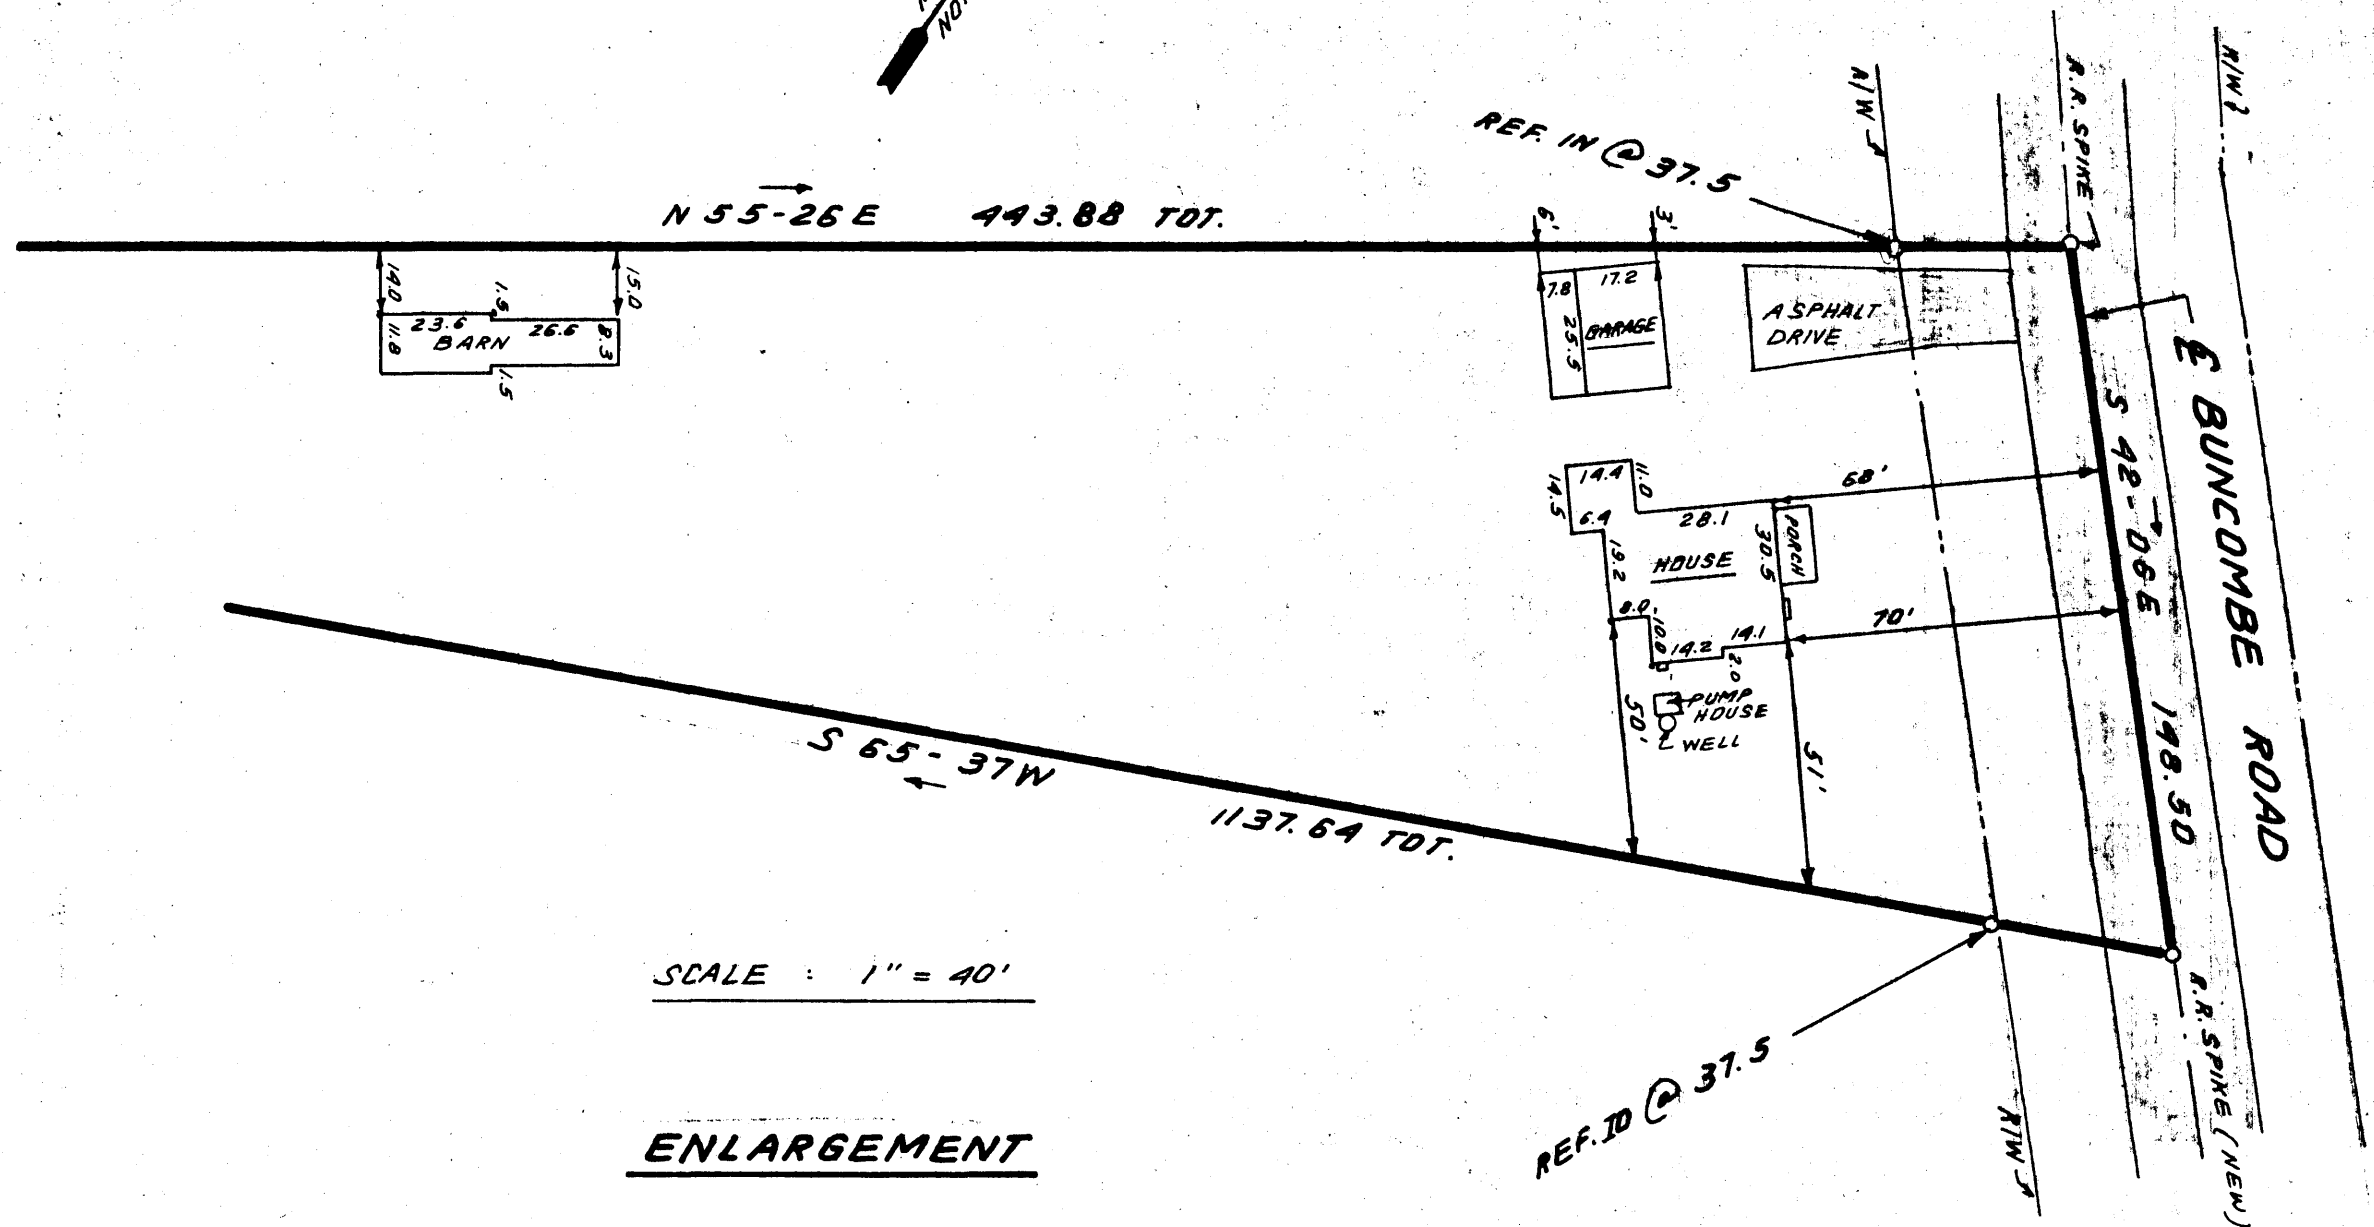 NO
R/W
R.R. SPIKE
R/W
REF. IN @ 37.5
N 55-26 E 443.88 TOT.
6'
3'
14.0
15.0
1.5
23.6
26.6
11.8
8.3
BARN
1.5
7.8
17.2
25.5
GARAGE
ASPHALT
DRIVE
℄ BUNCOMBE ROAD
S 42-06 E 148.50
14.4
11.0
14.5
6.4
28.1
68'
PORCH
30.5
HOUSE
19.2
8.0
10.0
14.2
14.1
2.0
70'
PUMP
HOUSE
WELL
50'
51'
S 65-37 W
1137.64 TOT.
SCALE : 1" = 40'
R.R. SPIKE (NEW)
REF. IO @ 37.5
R/W
ENLARGEMENT